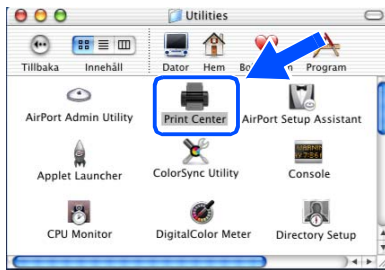 Utilities
Tillbaka Innehåll Dator Hem Program
AirPort Admin Utility Print Center AirPort Setup Assistant
Applet Launcher ColorSync Utility Console
CPU Monitor DigitalColor Meter Directory Setup